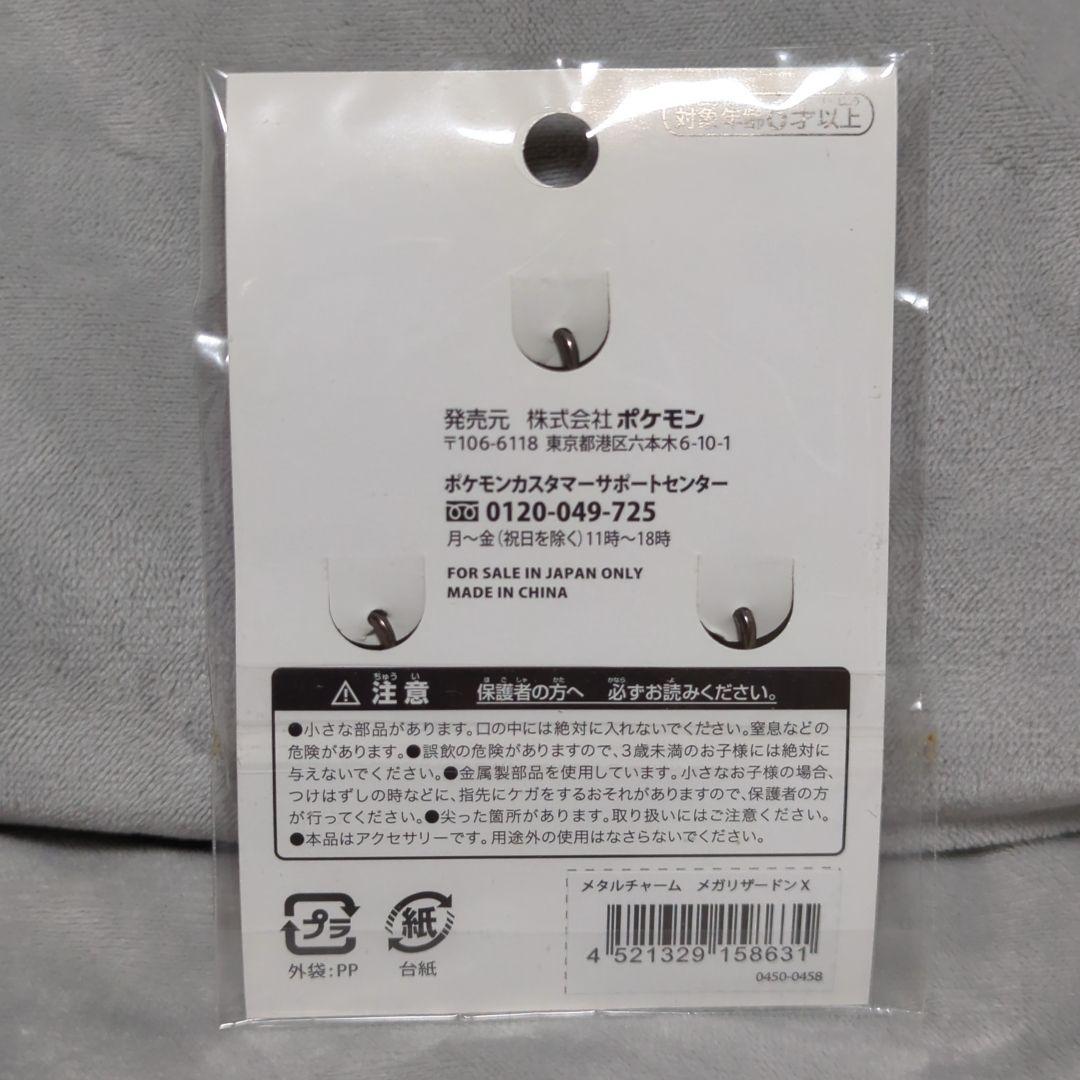 対象年齢6才以上
発売元 株式会社ポケモン
〒106-6118 東京都港区六本木6-10-1
ポケモンカスタマーサポートセンター
0120-049-725
月〜金(祝日を除く)11時〜18時
FOR SALE IN JAPAN ONLY
MADE IN CHINA
注意 保護者の方へ 必ずお読みください。
●小さな部品があります。口の中には絶対に入れないでください。窒息などの
危険があります。●誤飲の危険がありますので、3歳未満のお子様には絶対に
与えないでください。●金属製部品を使用しています。小さなお子様の場合、
つけはずしの時などに、指先にケガをするおそれがありますので、保護者の方
が行ってください。●尖った箇所があります。取り扱いにはご注意ください。
●本品はアクセサリーです。用途外の使用はなさらないでください。
プラ
外袋:PP
紙
台紙
メタルチャーム メガリザードンX
4 521329 158631
0450-0458